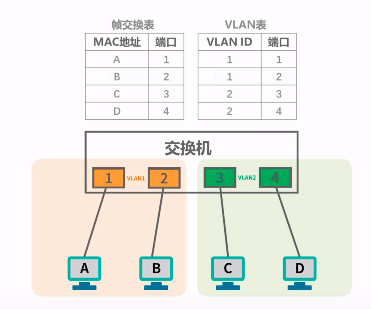 帧交换表 VLAN表
MAC地址 端口 VLAN ID 端口
A 1 1 1
B 2 1 2
C 3 2 3
D 4 2 4
交换机
1 VLAN1 2 3 VLAN2 4
A B C D